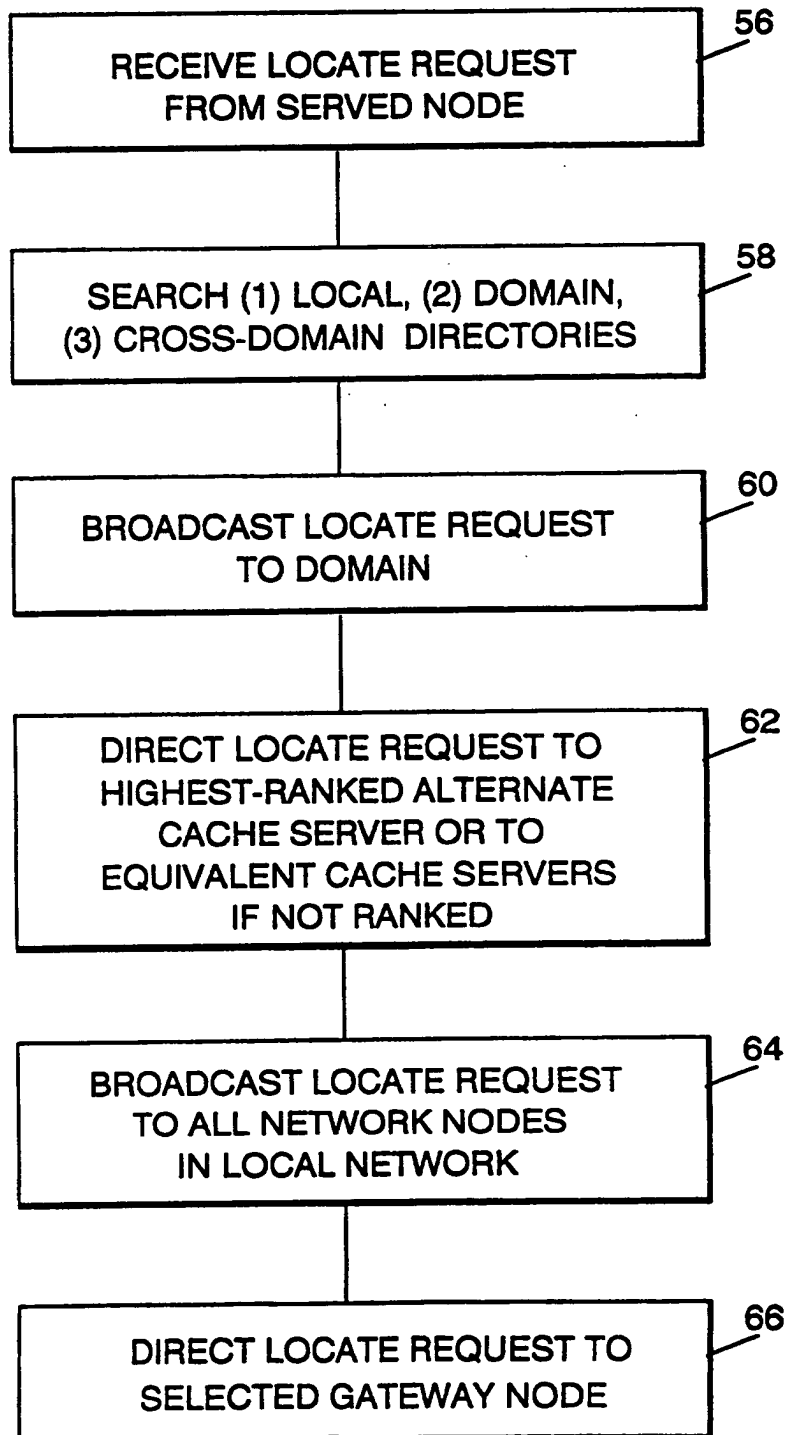 56
RECEIVE LOCATE REQUEST
FROM SERVED NODE
58
SEARCH (1) LOCAL, (2) DOMAIN,
(3) CROSS-DOMAIN DIRECTORIES
60
BROADCAST LOCATE REQUEST
TO DOMAIN
62
DIRECT LOCATE REQUEST TO
HIGHEST-RANKED ALTERNATE
CACHE SERVER OR TO
EQUIVALENT CACHE SERVERS
IF NOT RANKED
64
BROADCAST LOCATE REQUEST
TO ALL NETWORK NODES
IN LOCAL NETWORK
66
DIRECT LOCATE REQUEST TO
SELECTED GATEWAY NODE